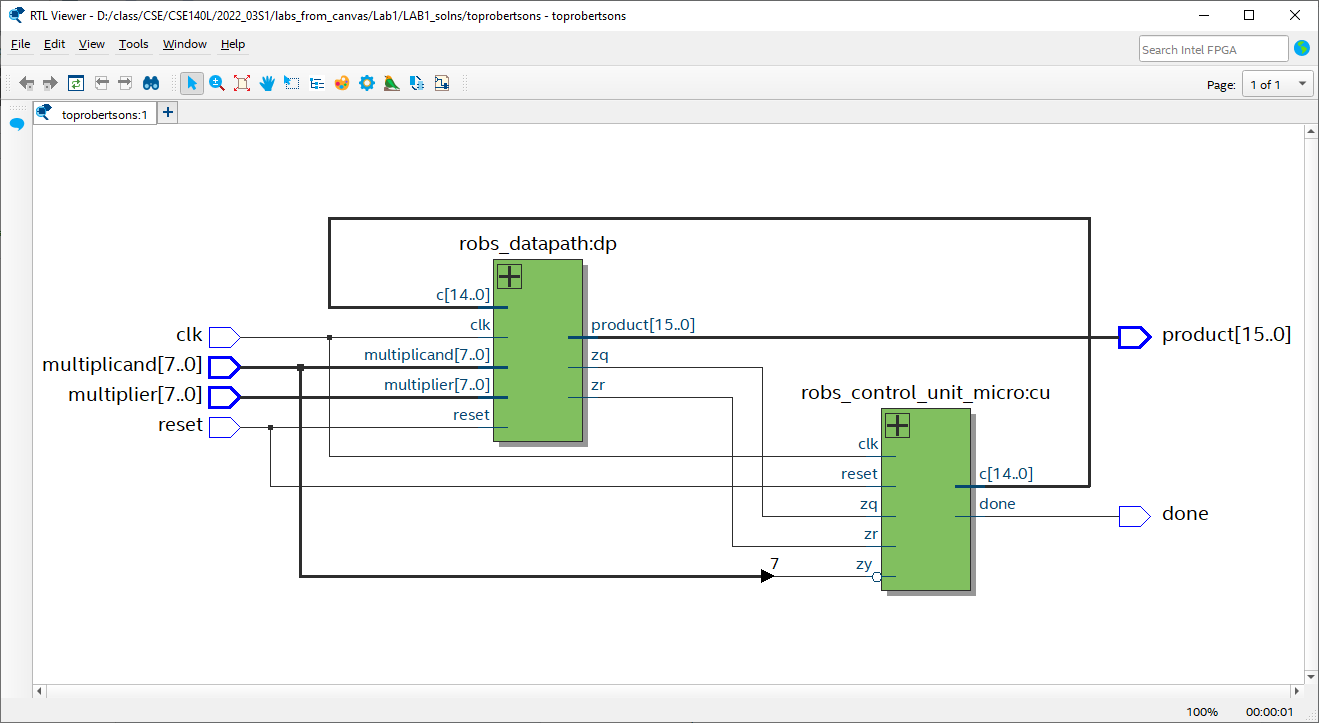 RTL Viewer - D:/class/CSE/CSE140L/2022_03S1/labs_from_canvas/Lab1/LAB1_solns/toprobertsons - toprobertsons
File Edit View Tools Window Help
Search Intel FPGA
Page: 1 of 1
toprobertsons:1
robs_datapath:dp
c[14..0]
clk
clk
product[15..0]
product[15..0]
multiplicand[7..0]
multiplicand[7..0]
zq
multiplier[7..0]
multiplier[7..0]
zr
reset
reset
robs_control_unit_micro:cu
clk
reset
c[14..0]
zq
done
done
zr
7
zy
100% 00:00:01